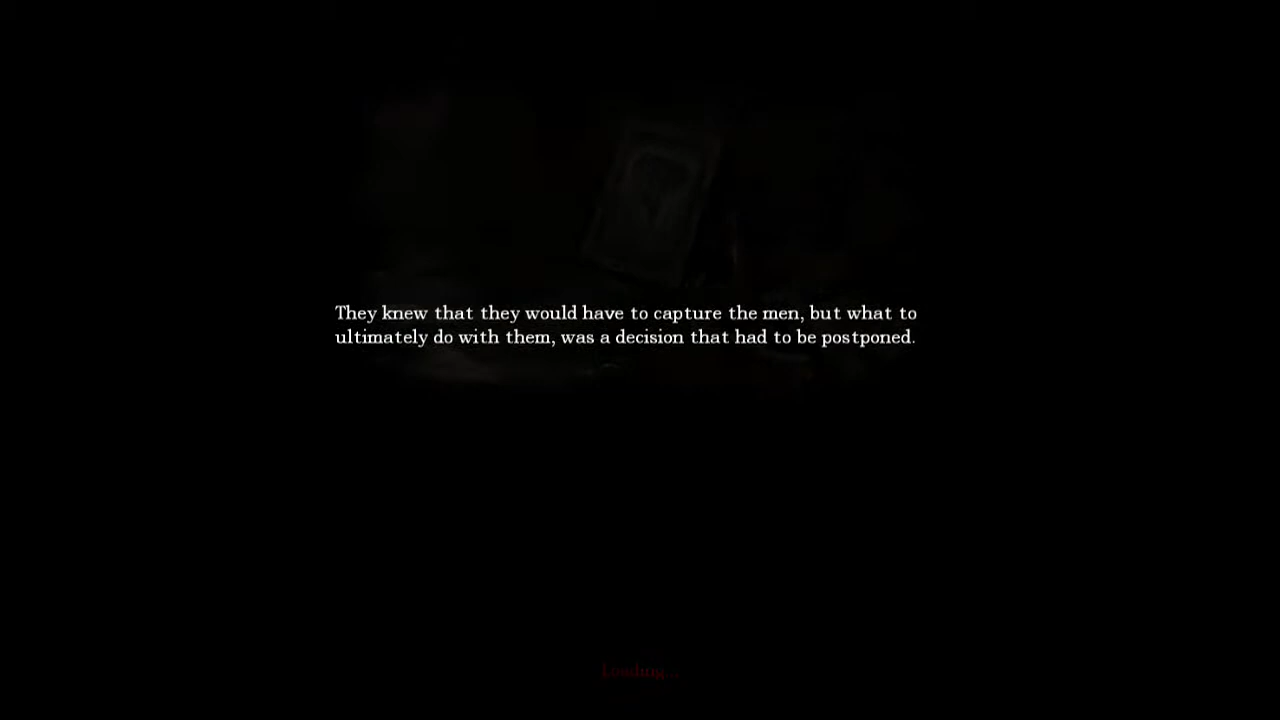 They knew that they would have to capture the men, but what to
ultimately do with them, was a decision that had to be postponed.
Loading...